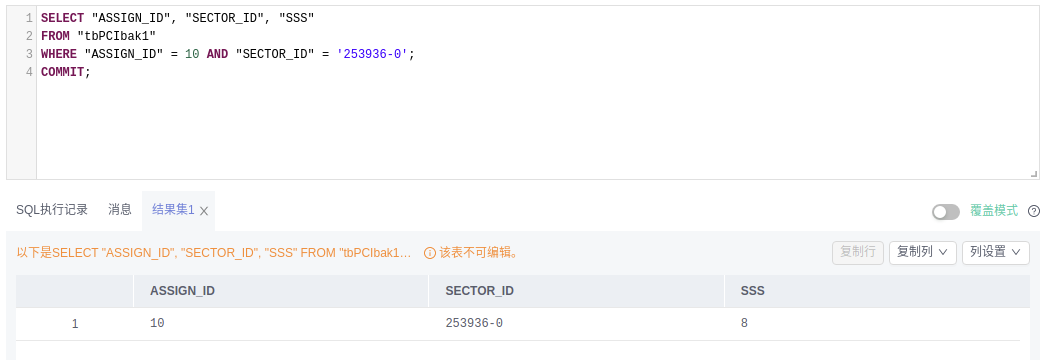 1 SELECT "ASSIGN_ID", "SECTOR_ID", "SSS"
2 FROM "tbPCIbak1"
3 WHERE "ASSIGN_ID" = 10 AND "SECTOR_ID" = '253936-0';
4 COMMIT;
SQL执行记录 消息 结果集1 覆盖模式
以下是SELECT "ASSIGN_ID", "SECTOR_ID", "SSS" FROM "tbPCIbak1... 该表不可编辑。 复制行 复制列 列设置
ASSIGN_ID SECTOR_ID SSS
1 10 253936-0 8